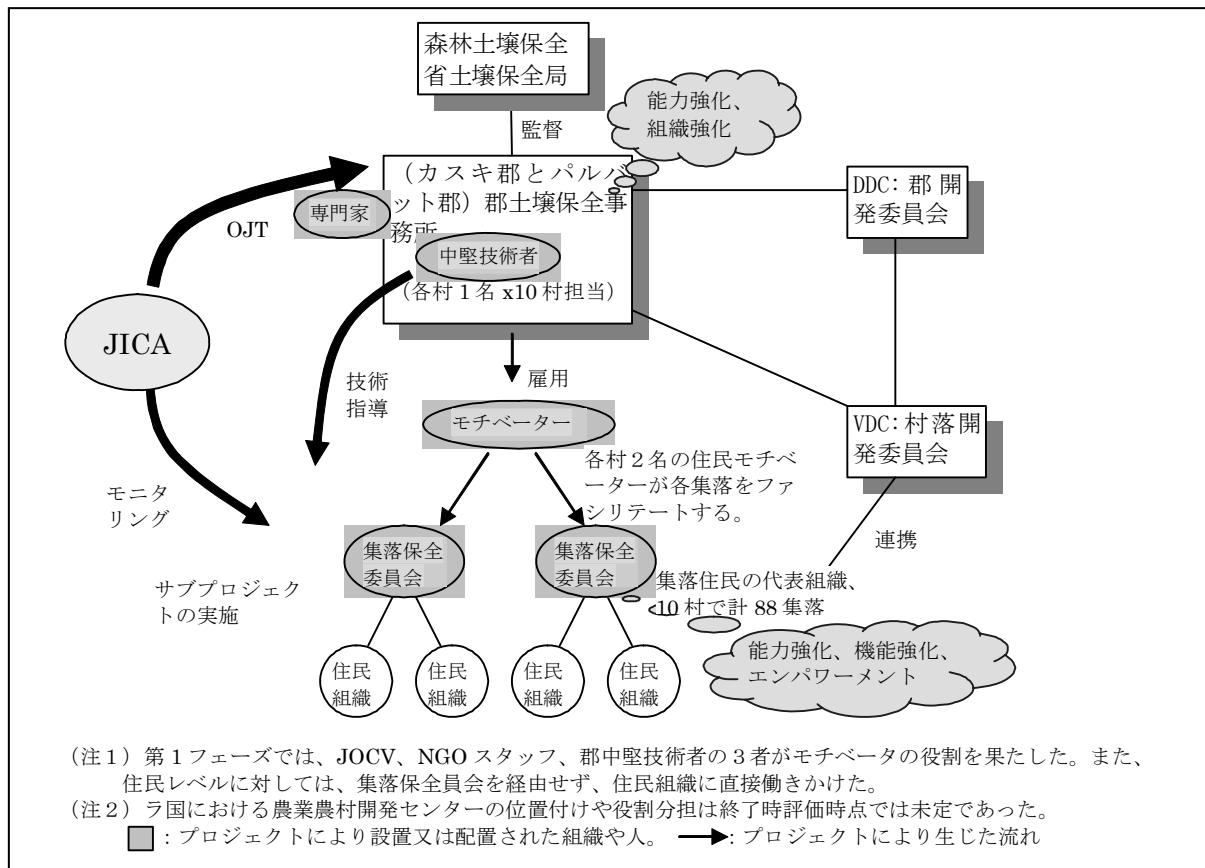 森林土壌保全
省土壌保全局
能力強化、
組織強化
監督
(カスキ郡とパルバ
ット郡)郡土壌保全事
務所
専門家
OJT
中堅技術者
(各村1名 x10 村担当)
DDC: 郡開
発委員会
JICA
技術
指導
雇用
モチベーター
各村2名の住民モチベ
ーターが各集落をファ
シリテートする。
VDC: 村落開
発委員会
モニタ
リング
連携
集落保全
委員会
集落保全
委員会
集落住民の代表組織、
10 村で計 88 集落
サブプロジェク
トの実施
能力強化、機能強化、
エンパワーメント
住民
組織
住民
組織
住民
組織
住民
組織
(注1)第1フェーズでは、JOCV、NGO スタッフ、郡中堅技術者の3者がモチベータの役割を果たした。また、
住民レベルに対しては、集落保全員会を経由せず、住民組織に直接働きかけた。
(注2)ラ国における農業農村開発センターの位置付けや役割分担は終了時評価時点では未定であった。
:プロジェクトにより設置又は配置された組織や人。 :プロジェクトにより生じた流れ